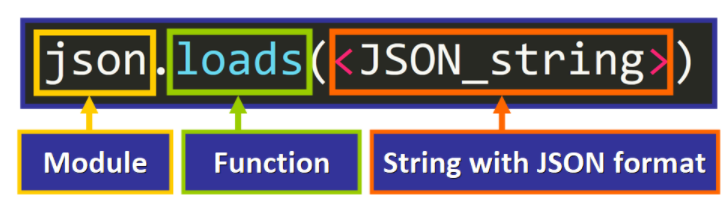 json.loads(<JSON_string>)
Module Function String with JSON format